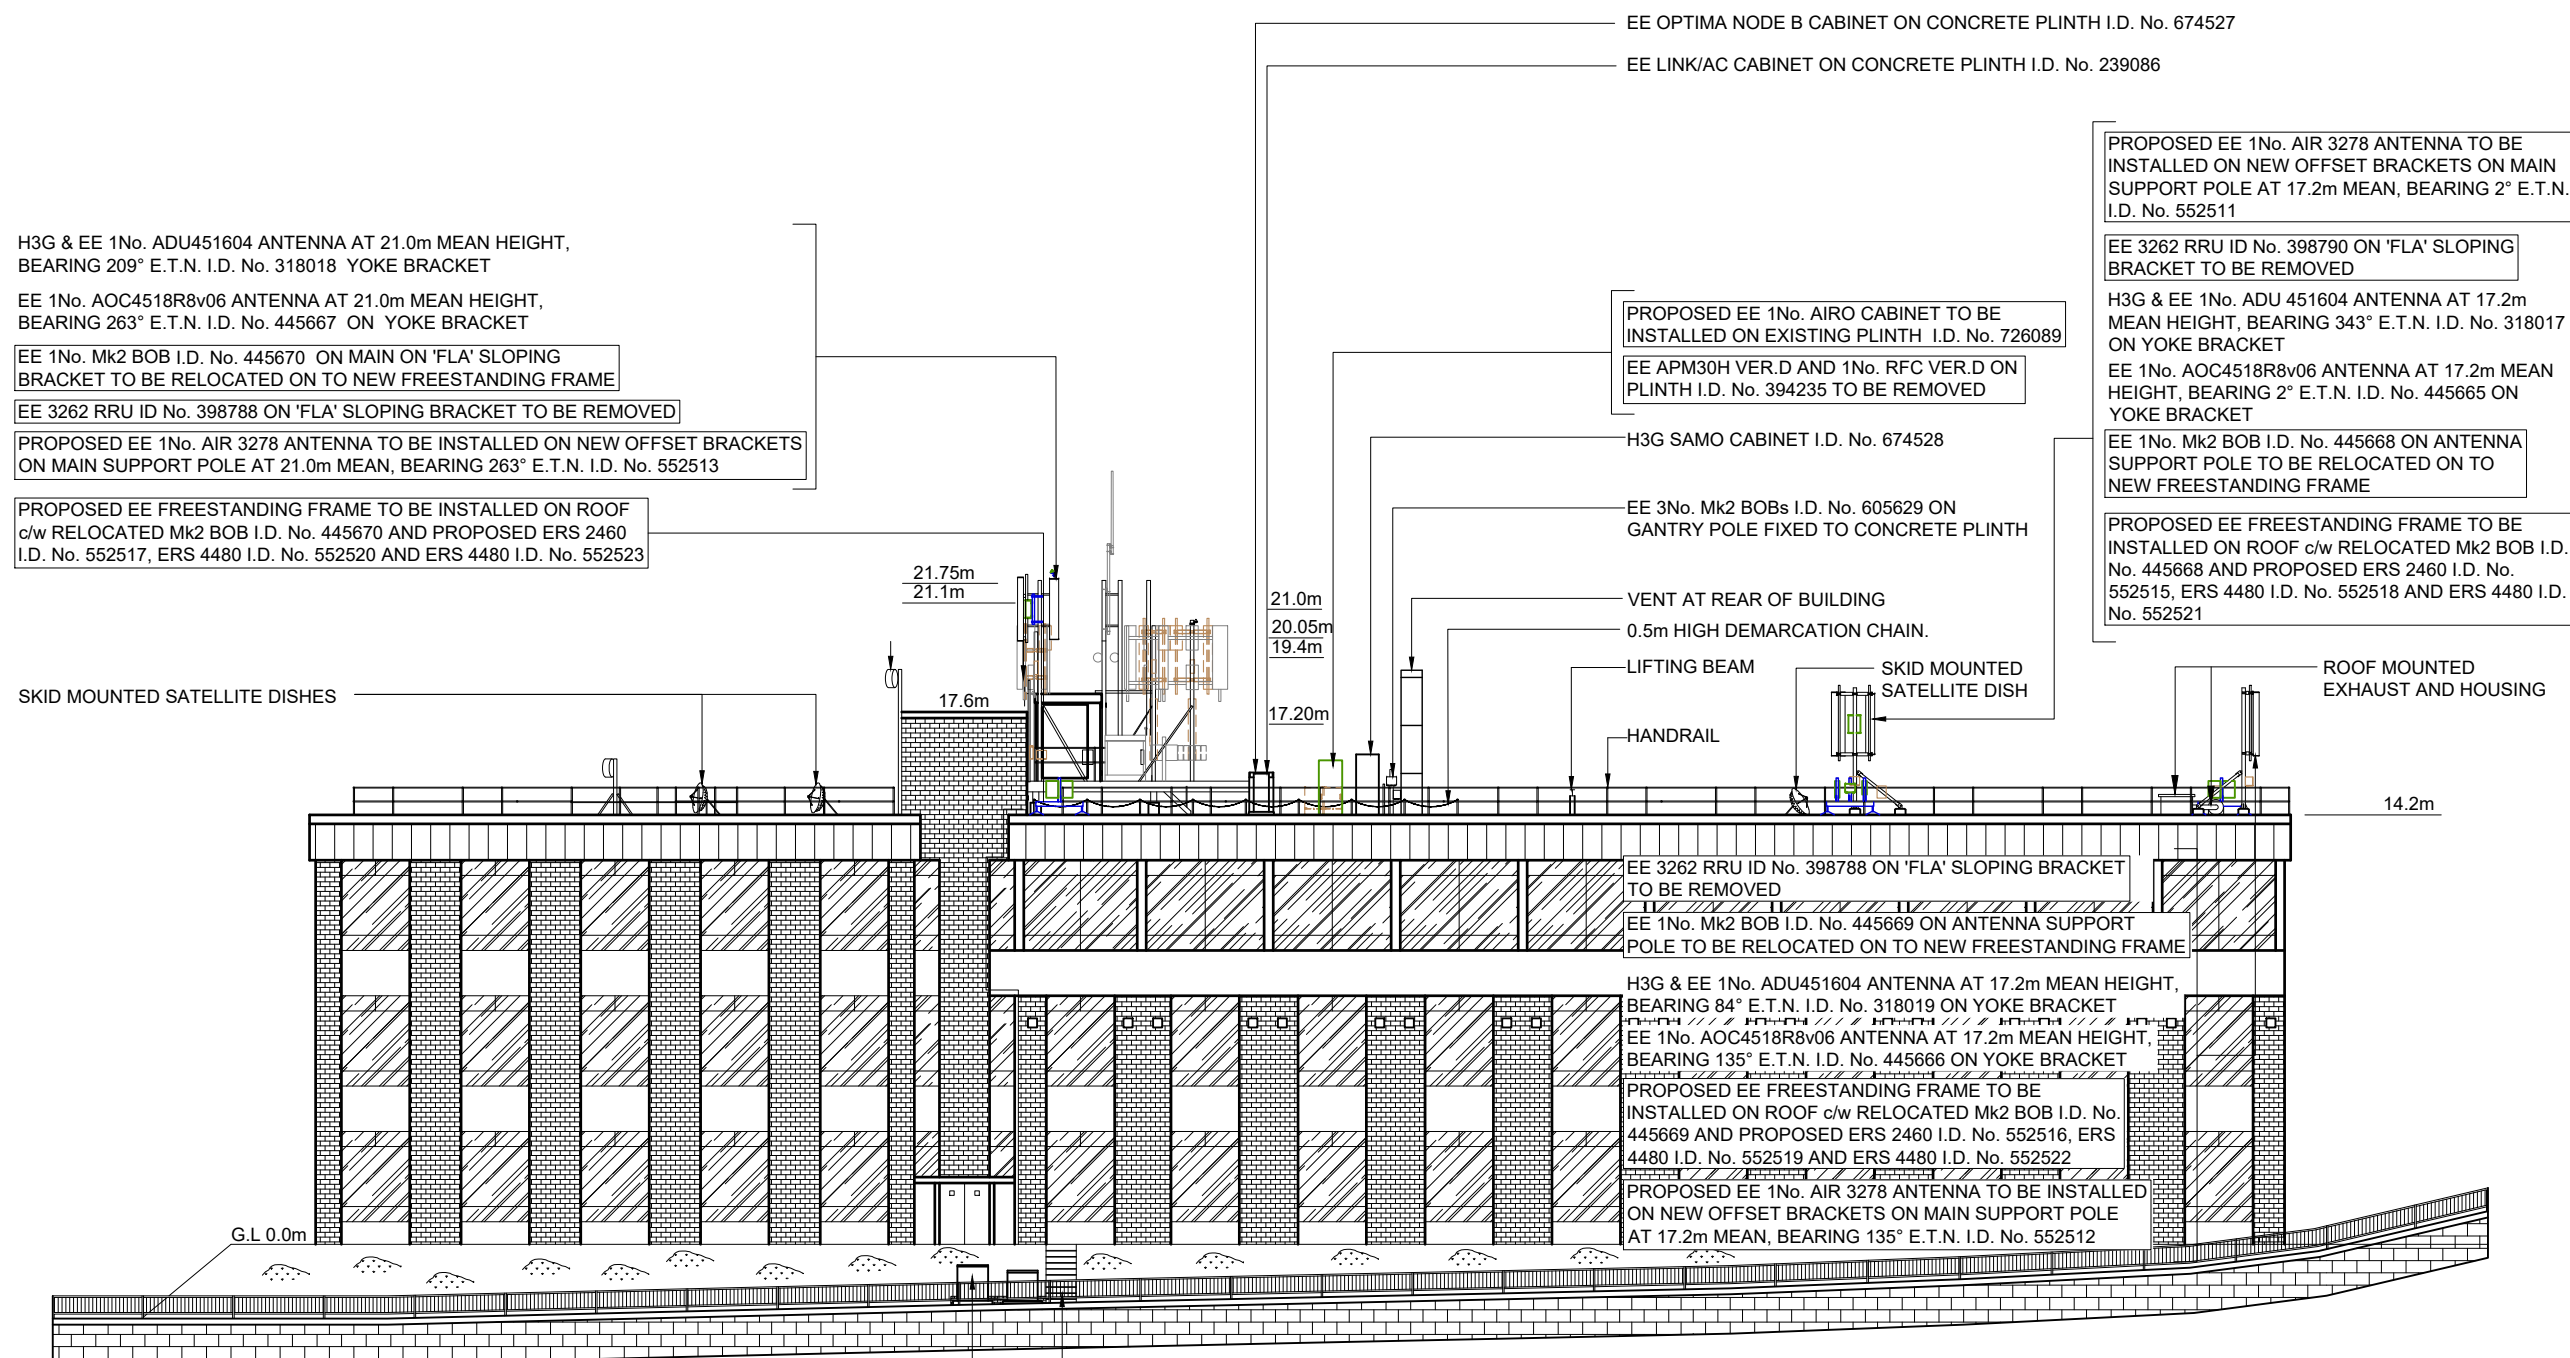 EE OPTIMA NODE B CABINET ON CONCRETE PLINTH I.D. No. 674527
EE LINK/AC CABINET ON CONCRETE PLINTH I.D. No. 239086
H3G & EE 1No. ADU451604 ANTENNA AT 21.0m MEAN HEIGHT,
BEARING 209° E.T.N. I.D. No. 318018 YOKE BRACKET
EE 1No. AOC4518R8v06 ANTENNA AT 21.0m MEAN HEIGHT,
BEARING 263° E.T.N. I.D. No. 445667 ON YOKE BRACKET
EE 1No. Mk2 BOB I.D. No. 445670 ON MAIN ON 'FLA' SLOPING
BRACKET TO BE RELOCATED ON TO NEW FREESTANDING FRAME
EE 3262 RRU ID No. 398788 ON 'FLA' SLOPING BRACKET TO BE REMOVED
PROPOSED EE 1No. AIR 3278 ANTENNA TO BE INSTALLED ON NEW OFFSET BRACKETS
ON MAIN SUPPORT POLE AT 21.0m MEAN, BEARING 263° E.T.N. I.D. No. 552513
PROPOSED EE FREESTANDING FRAME TO BE INSTALLED ON ROOF
c/w RELOCATED Mk2 BOB I.D. No. 445670 AND PROPOSED ERS 2460
I.D. No. 552517, ERS 4480 I.D. No. 552520 AND ERS 4480 I.D. No. 552523
SKID MOUNTED SATELLITE DISHES
21.75m
21.1m
17.6m
21.0m
20.05m
19.4m
17.20m
PROPOSED EE 1No. AIRO CABINET TO BE
INSTALLED ON EXISTING PLINTH I.D. No. 726089
EE APM30H VER.D AND 1No. RFC VER.D ON
PLINTH I.D. No. 394235 TO BE REMOVED
H3G SAMO CABINET I.D. No. 674528
EE 3No. Mk2 BOBs I.D. No. 605629 ON
GANTRY POLE FIXED TO CONCRETE PLINTH
VENT AT REAR OF BUILDING
0.5m HIGH DEMARCATION CHAIN.
LIFTING BEAM
HANDRAIL
SKID MOUNTED
SATELLITE DISH
PROPOSED EE 1No. AIR 3278 ANTENNA TO BE
INSTALLED ON NEW OFFSET BRACKETS ON MAIN
SUPPORT POLE AT 17.2m MEAN, BEARING 2° E.T.N.
I.D. No. 552511
EE 3262 RRU ID No. 398790 ON 'FLA' SLOPING
BRACKET TO BE REMOVED
H3G & EE 1No. ADU 451604 ANTENNA AT 17.2m
MEAN HEIGHT, BEARING 343° E.T.N. I.D. No. 318017
ON YOKE BRACKET
EE 1No. AOC4518R8v06 ANTENNA AT 17.2m MEAN
HEIGHT, BEARING 2° E.T.N. I.D. No. 445665 ON
YOKE BRACKET
EE 1No. Mk2 BOB I.D. No. 445668 ON ANTENNA
SUPPORT POLE TO BE RELOCATED ON TO
NEW FREESTANDING FRAME
PROPOSED EE FREESTANDING FRAME TO BE
INSTALLED ON ROOF c/w RELOCATED Mk2 BOB I.D.
No. 445668 AND PROPOSED ERS 2460 I.D. No.
552515, ERS 4480 I.D. No. 552518 AND ERS 4480 I.D.
No. 552521
ROOF MOUNTED
EXHAUST AND HOUSING
14.2m
EE 3262 RRU ID No. 398788 ON 'FLA' SLOPING BRACKET
TO BE REMOVED
EE 1No. Mk2 BOB I.D. No. 445669 ON ANTENNA SUPPORT
POLE TO BE RELOCATED ON TO NEW FREESTANDING FRAME
H3G & EE 1No. ADU451604 ANTENNA AT 17.2m MEAN HEIGHT,
BEARING 84° E.T.N. I.D. No. 318019 ON YOKE BRACKET
EE 1No. AOC4518R8v06 ANTENNA AT 17.2m MEAN HEIGHT,
BEARING 135° E.T.N. I.D. No. 445666 ON YOKE BRACKET
PROPOSED EE FREESTANDING FRAME TO BE
INSTALLED ON ROOF c/w RELOCATED Mk2 BOB I.D. No.
445669 AND PROPOSED ERS 2460 I.D. No. 552516, ERS
4480 I.D. No. 552519 AND ERS 4480 I.D. No. 552522
PROPOSED EE 1No. AIR 3278 ANTENNA TO BE INSTALLED
ON NEW OFFSET BRACKETS ON MAIN SUPPORT POLE
AT 17.2m MEAN, BEARING 135° E.T.N. I.D. No. 552512
G.L 0.0m